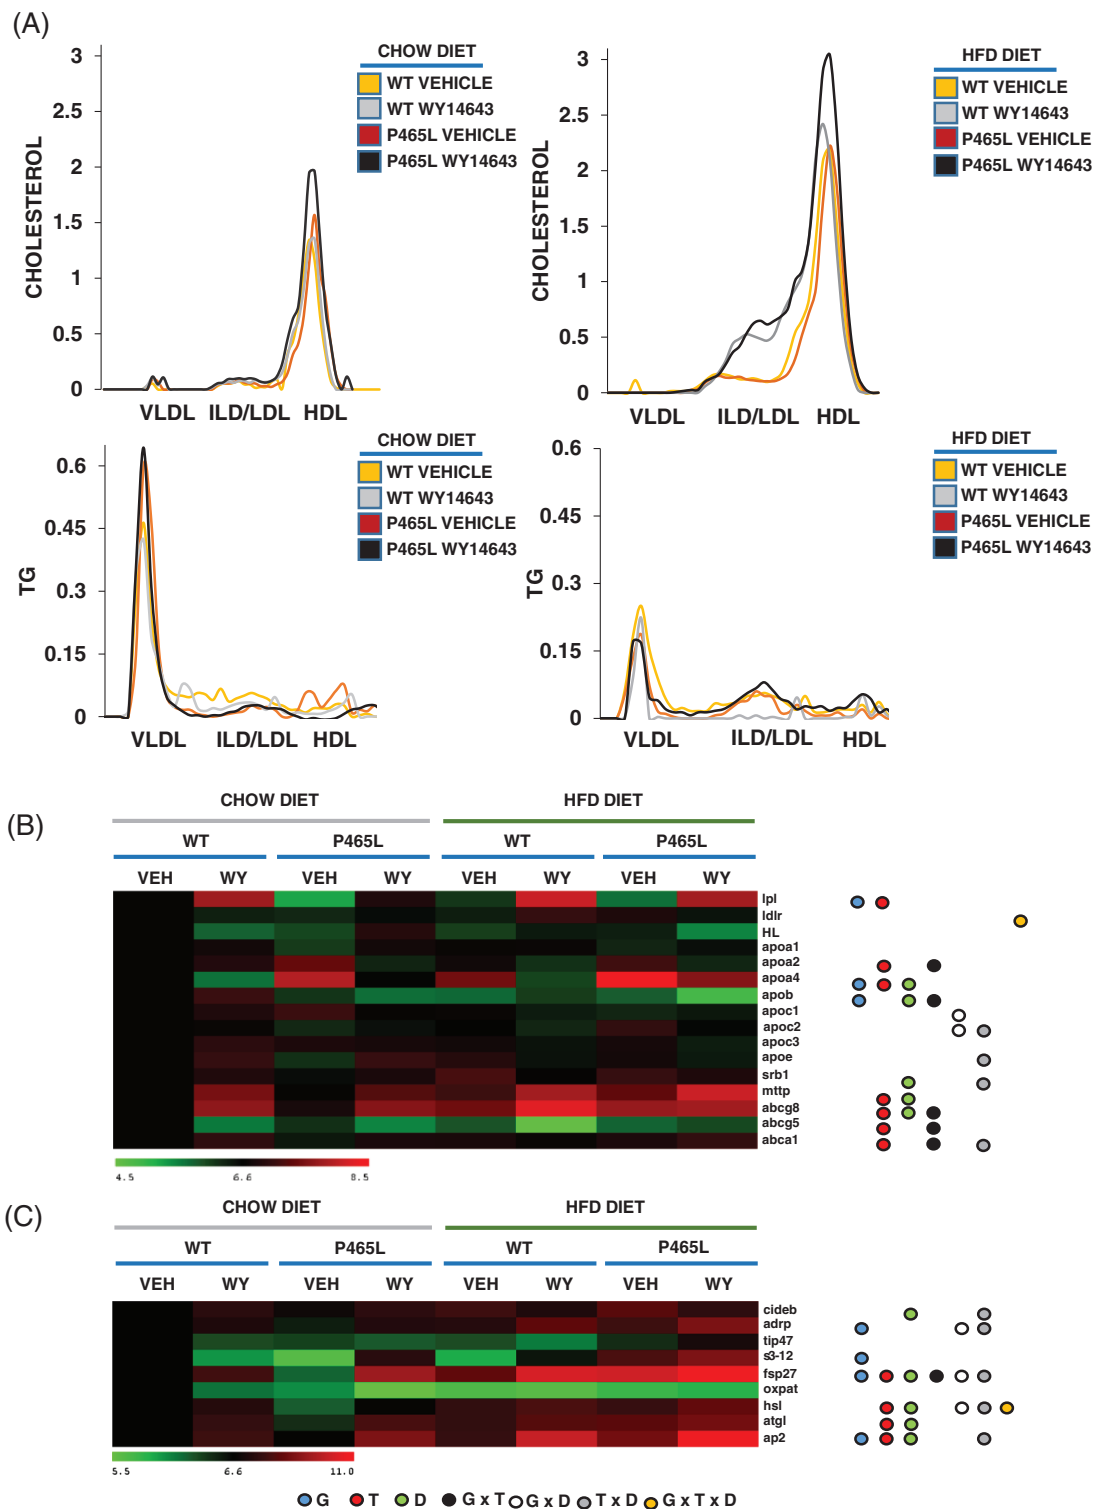 (A)
CHOW DIET
WT VEHICLE
WT WY14643
P465L VEHICLE
P465L WY14643
CHOLESTEROL
3
2.5
2
1.5
1
0.5
0
VLDL ILD/LDL HDL
HFD DIET
WT VEHICLE
WT WY14643
P465L VEHICLE
P465L WY14643
CHOLESTEROL
3
2.5
2
1.5
1
0.5
0
VLDL ILD/LDL HDL
CHOW DIET
WT VEHICLE
WT WY14643
P465L VEHICLE
P465L WY14643
TG
0.6
0.45
0.3
0.15
0
VLDL ILD/LDL HDL
HFD DIET
WT VEHICLE
WT WY14643
P465L VEHICLE
P465L WY14643
TG
0.6
0.45
0.3
0.15
0
VLDL ILD/LDL HDL
(B)
CHOW DIET HFD DIET
WT P465L WT P465L
VEH WY VEH WY VEH WY VEH WY
lpl
ldlr
HL
apoa1
apoa2
apoa4
apob
apoc1
apoc2
apoc3
apoe
srb1
mttp
abcg8
abcg5
abca1
4.5 6.6 8.5
(C)
CHOW DIET HFD DIET
WT P465L WT P465L
VEH WY VEH WY VEH WY VEH WY
cideb
adrp
tip47
s3-12
fsp27
oxpat
hsl
atgl
ap2
5.5 6.6 11.0
G T D G x T G x D T x D G x T x D